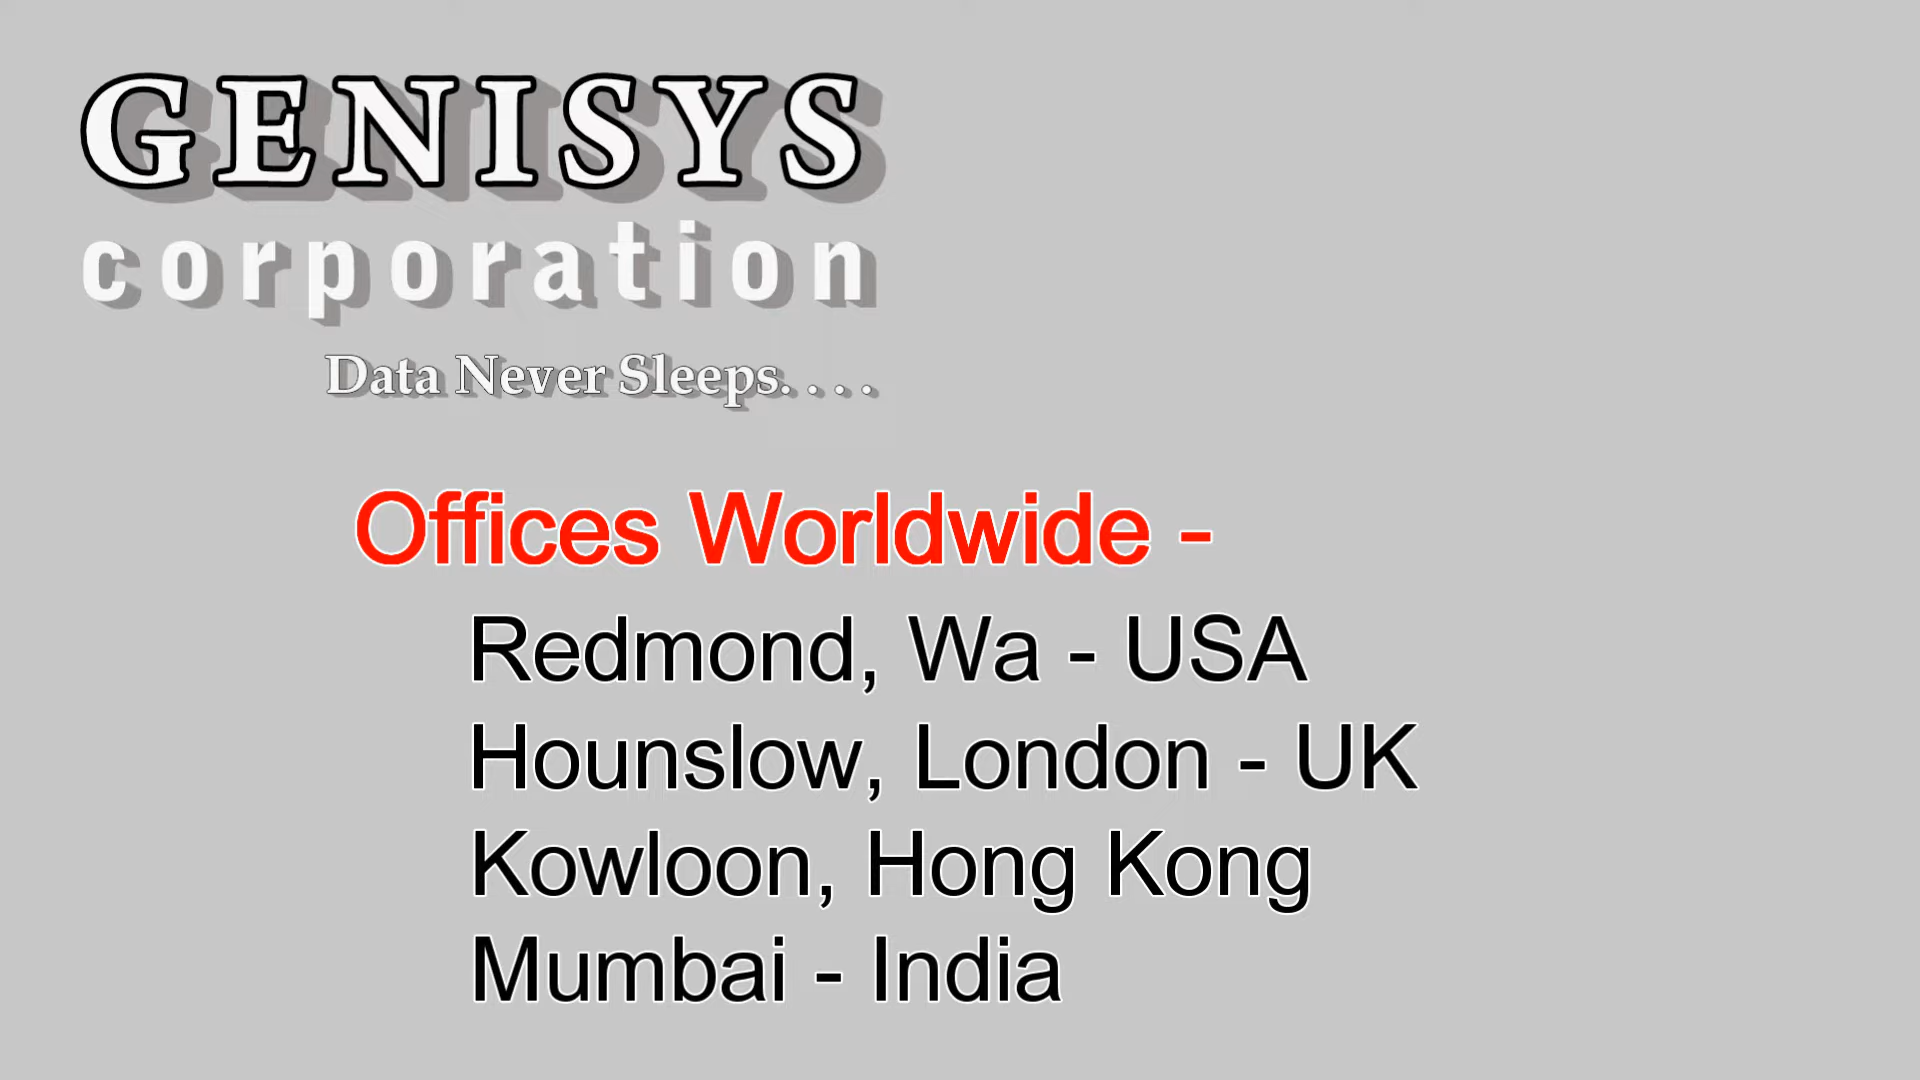 GENISYS
corporation
Data Never Sleeps. . . .
Offices Worldwide -
Redmond, Wa - USA
Hounslow, London - UK
Kowloon, Hong Kong
Mumbai - India